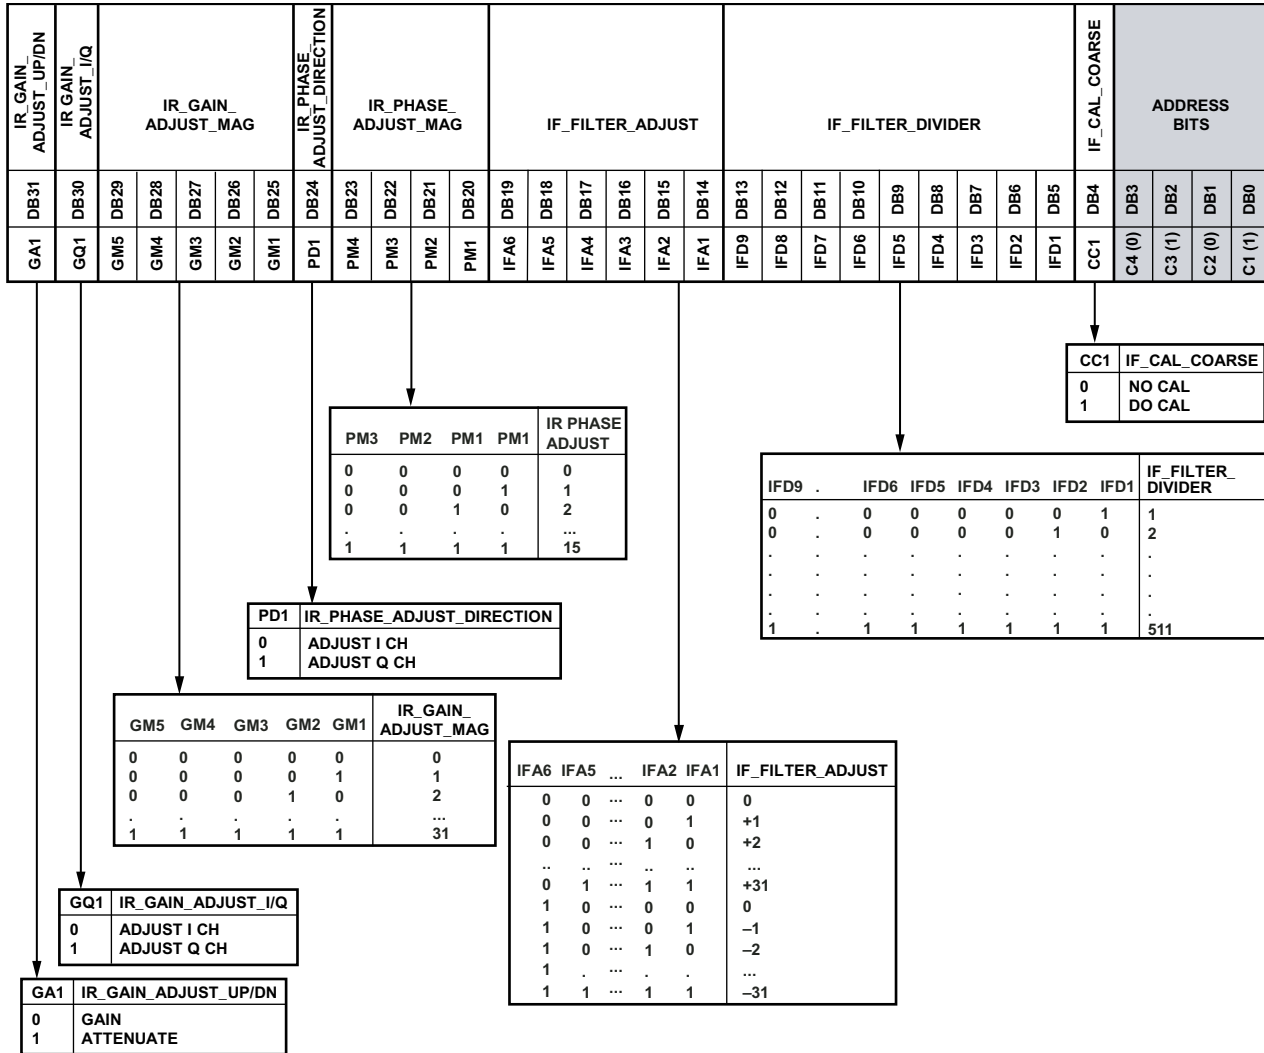 IR_GAIN_
ADJUST_UP/DN
IR GAIN_
ADJUST_I/Q
IR_GAIN_
ADJUST_MAG
IR_PHASE_
ADJUST_DIRECTION
IR_PHASE_
ADJUST_MAG
IF_FILTER_ADJUST
IF_FILTER_DIVIDER
IF_CAL_COARSE
ADDRESS
BITS
DB31 DB30 DB29 DB28 DB27 DB26 DB25 DB24 DB23 DB22 DB21 DB20 DB19 DB18 DB17 DB16 DB15 DB14 DB13 DB12 DB11 DB10 DB9 DB8 DB7 DB6 DB5 DB4 DB3 DB2 DB1 DB0
GA1 GQ1 GM5 GM4 GM3 GM2 GM1 PD1 PM4 PM3 PM2 PM1 IFA6 IFA5 IFA4 IFA3 IFA2 IFA1 IFD9 IFD8 IFD7 IFD6 IFD5 IFD4 IFD3 IFD2 IFD1 CC1 C4 (0) C3 (1) C2 (0) C1 (1)
CC1 IF_CAL_COARSE
0 NO CAL
1 DO CAL
PM3 PM2 PM1 PM1 IR PHASE
ADJUST
0 0 0 0 0
0 0 0 1 1
0 0 1 0 2
. . . . ...
1 1 1 1 15
IFD9 . IFD6 IFD5 IFD4 IFD3 IFD2 IFD1 IF_FILTER_
DIVIDER
0 . 0 0 0 0 0 1 1
0 . 0 0 0 0 1 0 2
. . . . . . . . .
. . . . . . . . .
. . . . . . . . .
. . . . . . . . .
1 . 1 1 1 1 1 1 511
PD1 IR_PHASE_ADJUST_DIRECTION
0 ADJUST I CH
1 ADJUST Q CH
GM5 GM4 GM3 GM2 GM1 IR_GAIN_
ADJUST_MAG
0 0 0 0 0 0
0 0 0 0 1 1
0 0 0 1 0 2
. . . . . ...
1 1 1 1 1 31
IFA6 IFA5 ... IFA2 IFA1 IF_FILTER_ADJUST
0 0 ... 0 0 0
0 0 ... 0 1 +1
0 0 ... 1 0 +2
.. .. ... .. .. ...
0 1 ... 1 1 +31
1 0 ... 0 0 0
1 0 ... 0 1 –1
1 0 ... 1 0 –2
1 . ... . . ...
1 1 ... 1 1 –31
GQ1 IR_GAIN_ADJUST_I/Q
0 ADJUST I CH
1 ADJUST Q CH
GA1 IR_GAIN_ADJUST_UP/DN
0 GAIN
1 ATTENUATE